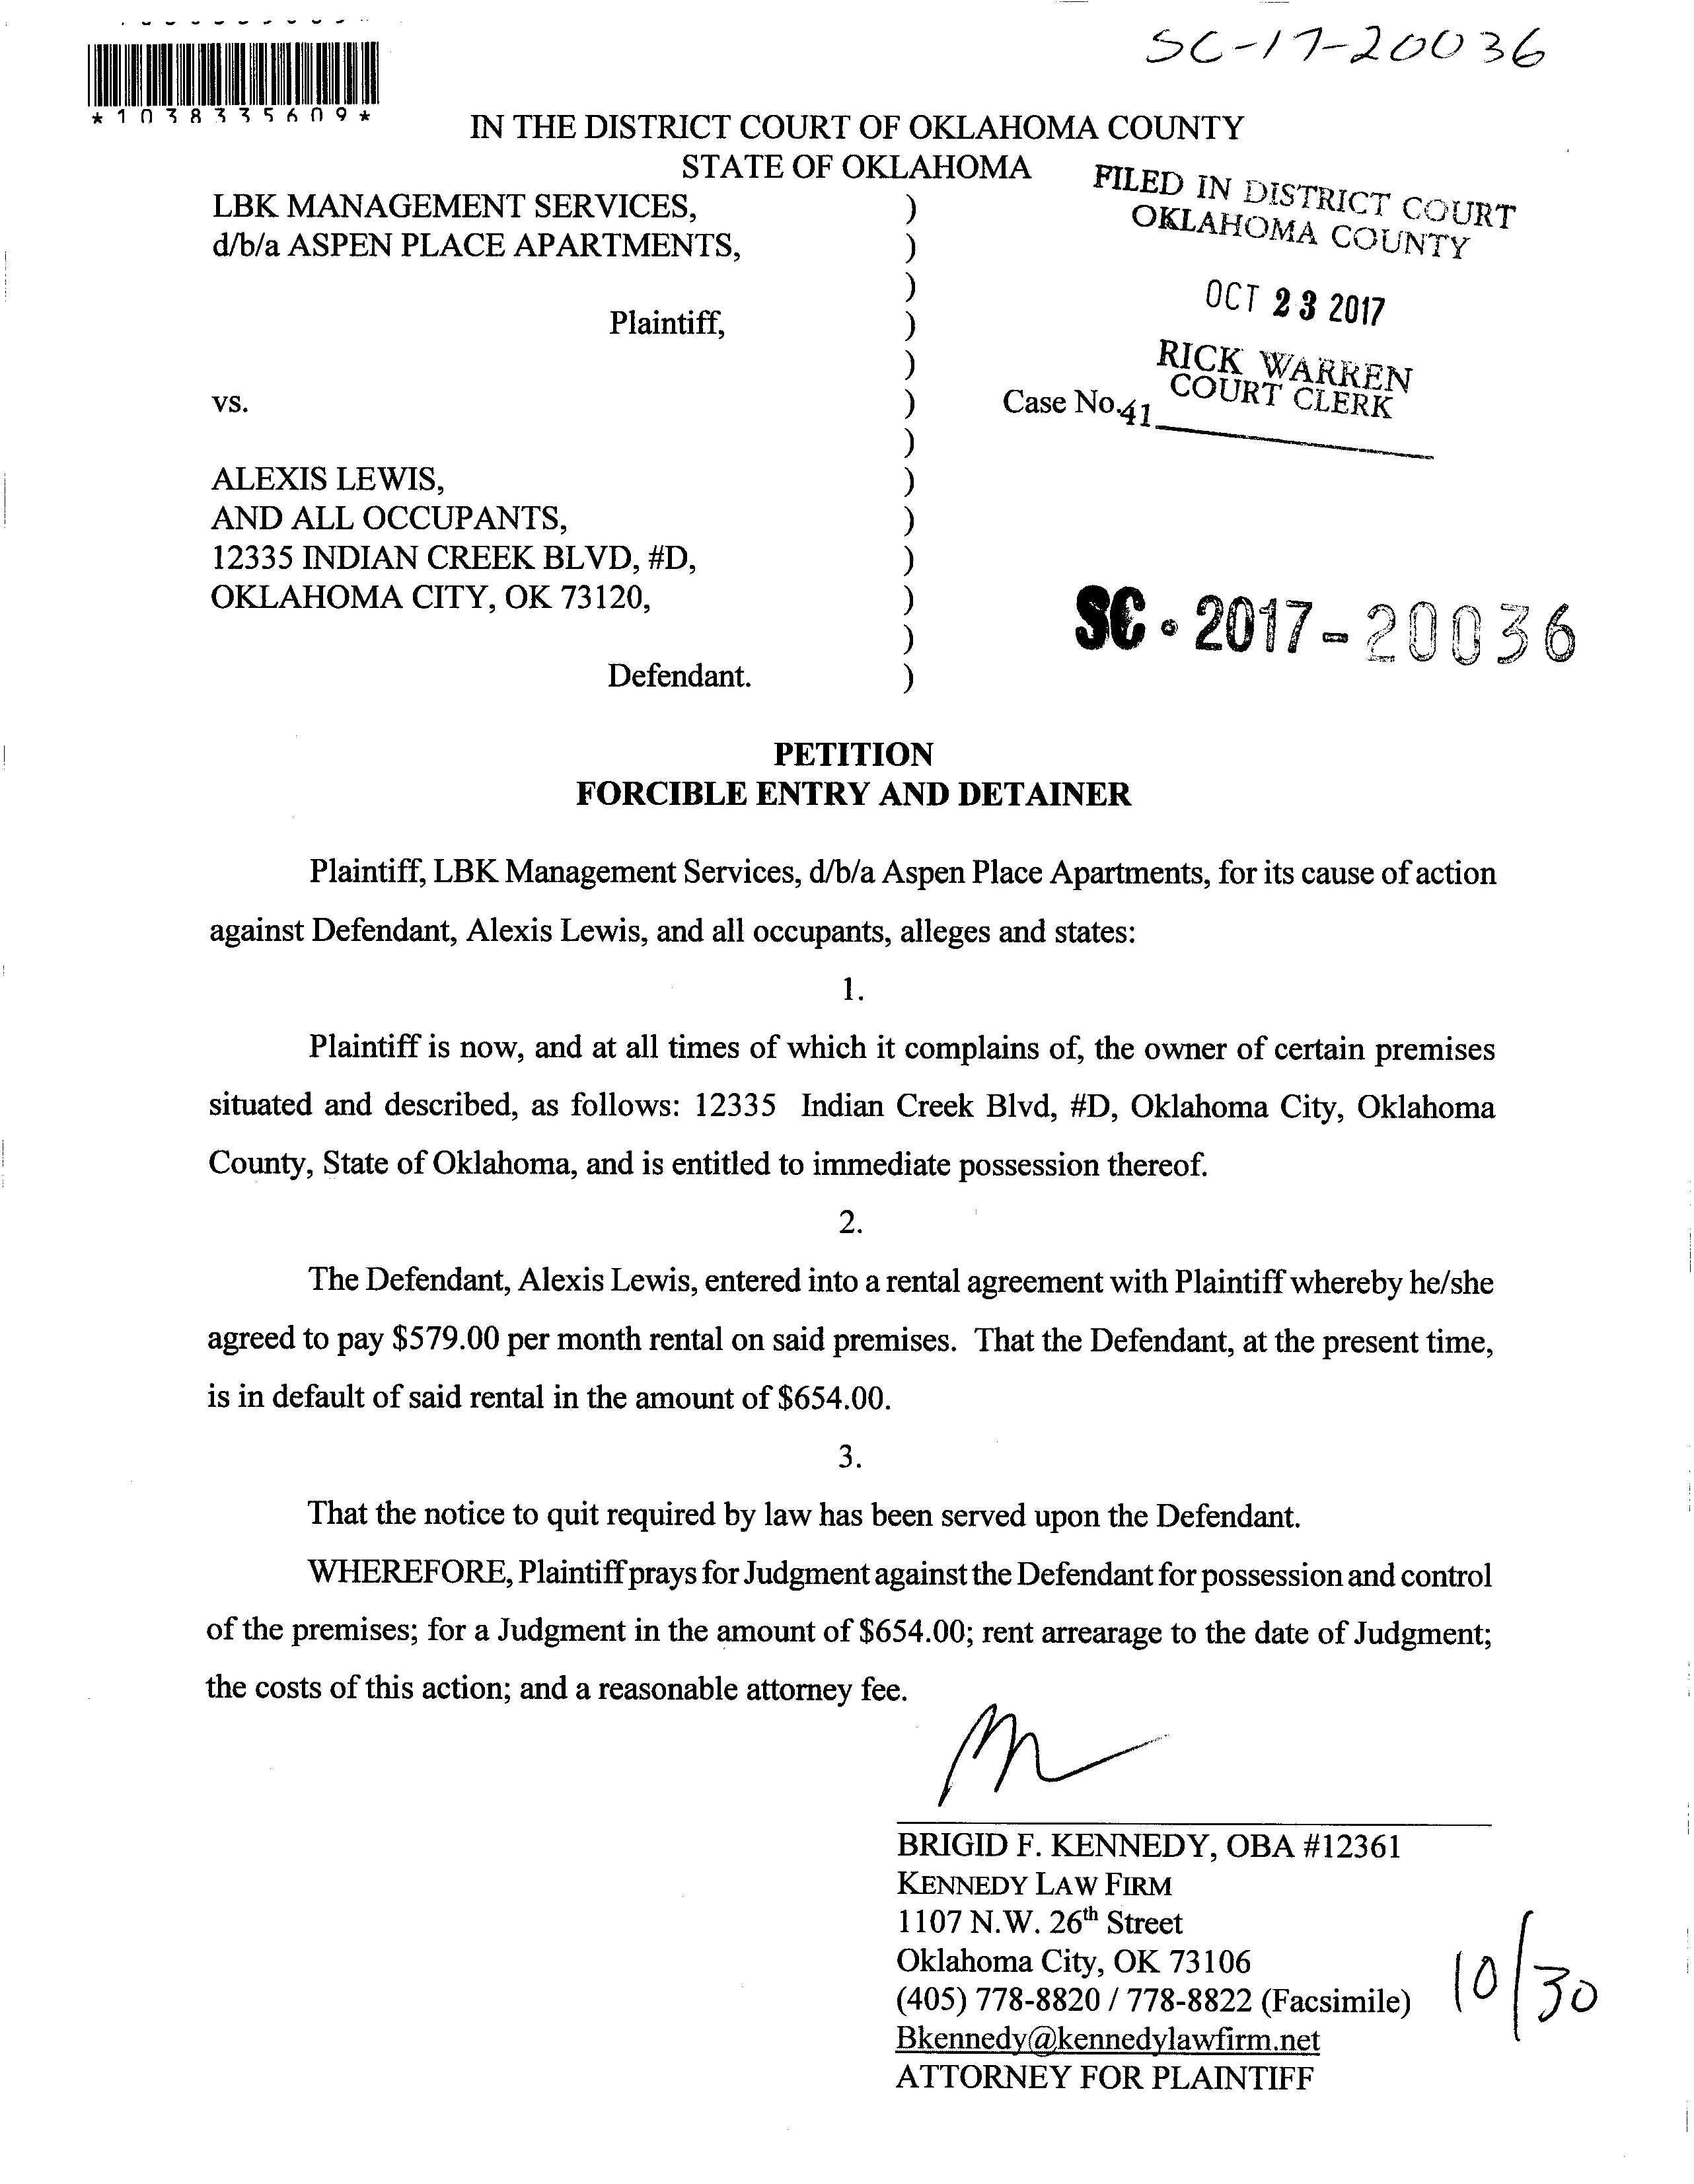 SC-17-20036
*1038335609*
IN THE DISTRICT COURT OF OKLAHOMA COUNTY
STATE OF OKLAHOMA
FILED IN DISTRICT COURT
OKLAHOMA COUNTY
LBK MANAGEMENT SERVICES, )
d/b/a ASPEN PLACE APARTMENTS, )
)
OCT 23 2017
Plaintiff, )
)
RICK WARREN
COURT CLERK
vs. ) Case No. 41
)
ALEXIS LEWIS, )
AND ALL OCCUPANTS, )
12335 INDIAN CREEK BLVD, #D, )
OKLAHOMA CITY, OK 73120, )
SC - 2017-20036
)
Defendant. )
PETITION
FORCIBLE ENTRY AND DETAINER
Plaintiff, LBK Management Services, d/b/a Aspen Place Apartments, for its cause of action
against Defendant, Alexis Lewis, and all occupants, alleges and states:
1.
Plaintiff is now, and at all times of which it complains of, the owner of certain premises
situated and described, as follows: 12335 Indian Creek Blvd, #D, Oklahoma City, Oklahoma
County, State of Oklahoma, and is entitled to immediate possession thereof.
2.
The Defendant, Alexis Lewis, entered into a rental agreement with Plaintiff whereby he/she
agreed to pay $579.00 per month rental on said premises. That the Defendant, at the present time,
is in default of said rental in the amount of $654.00.
3.
That the notice to quit required by law has been served upon the Defendant.
WHEREFORE, Plaintiff prays for Judgment against the Defendant for possession and control
of the premises; for a Judgment in the amount of $654.00; rent arrearage to the date of Judgment;
the costs of this action; and a reasonable attorney fee.
BRIGID F. KENNEDY, OBA #12361
KENNEDY LAW FIRM
1107 N.W. 26th Street
Oklahoma City, OK 73106
(405) 778-8820 / 778-8822 (Facsimile)
Bkennedy@kennedylawfirm.net
ATTORNEY FOR PLAINTIFF
10/30